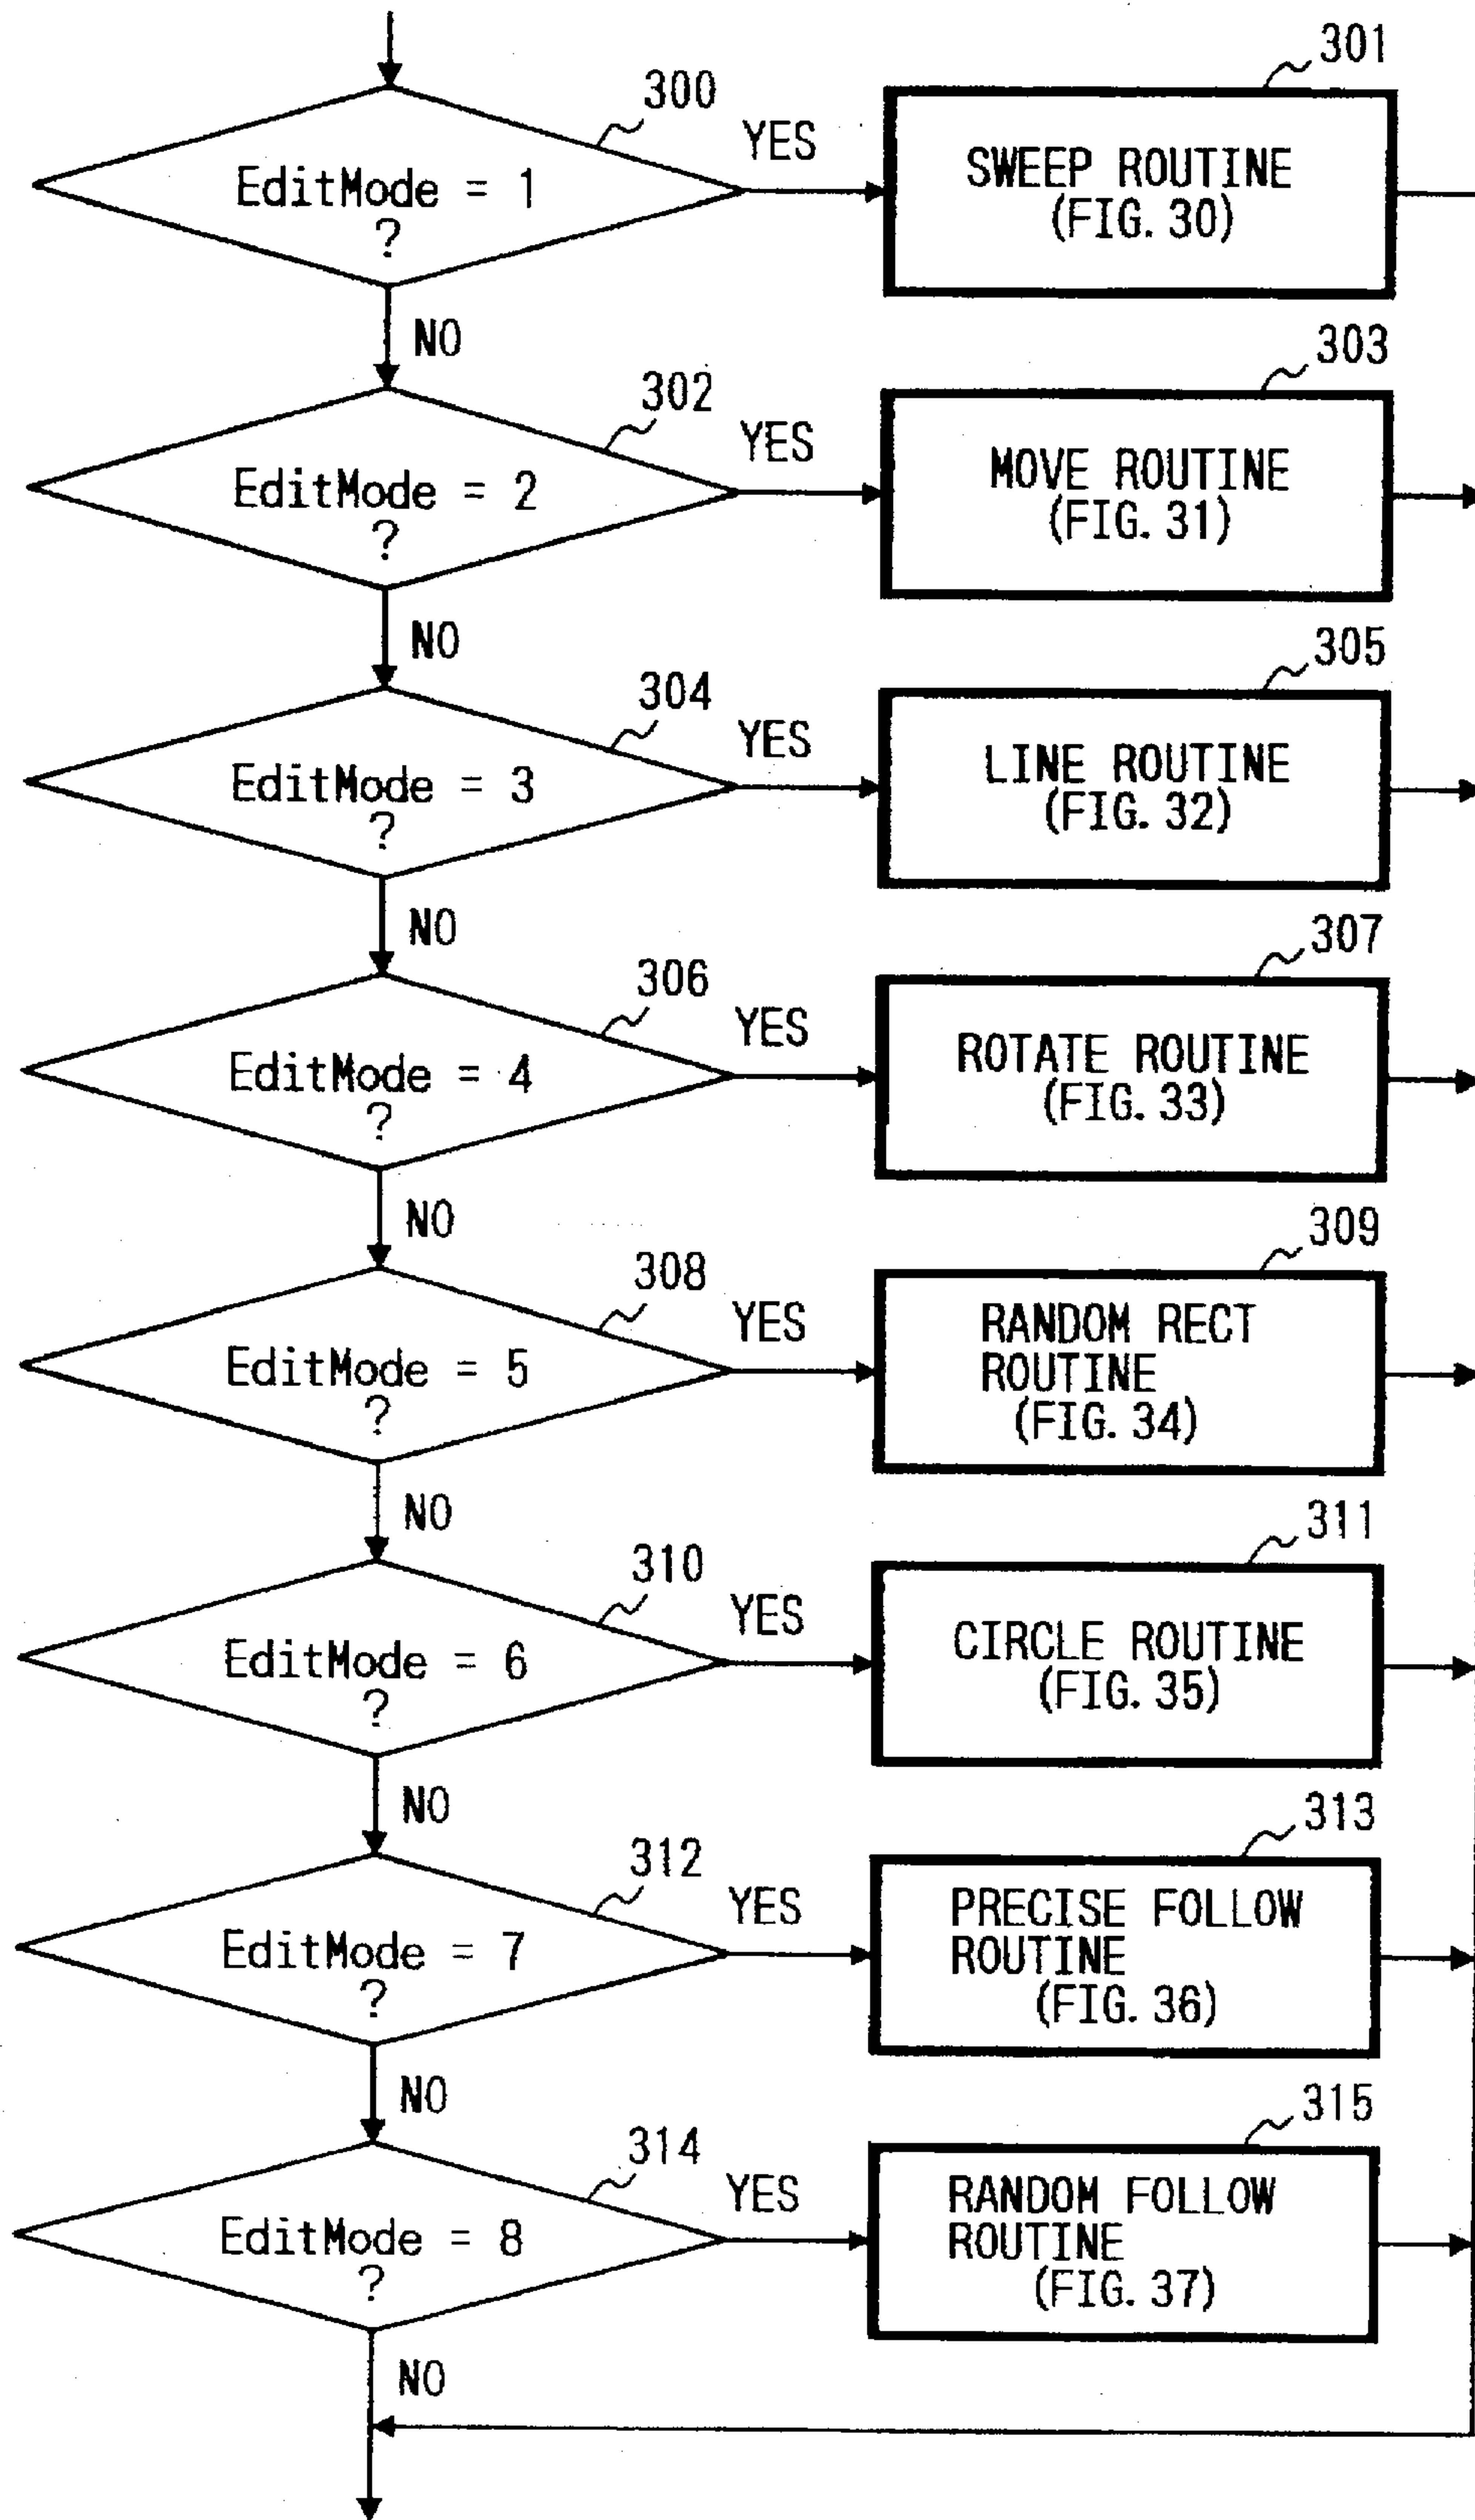 300
301
YES
EditMode = 1
?
SWEEP ROUTINE
(FIG. 30)
NO
302
303
YES
EditMode = 2
?
MOVE ROUTINE
(FIG. 31)
NO
304
305
YES
EditMode = 3
?
LINE ROUTINE
(FIG. 32)
NO
306
307
YES
EditMode = 4
?
ROTATE ROUTINE
(FIG. 33)
NO
308
309
YES
EditMode = 5
?
RANDOM RECT
ROUTINE
(FIG. 34)
NO
310
311
YES
EditMode = 6
?
CIRCLE ROUTINE
(FIG. 35)
NO
312
313
YES
EditMode = 7
?
PRECISE FOLLOW
ROUTINE
(FIG. 36)
NO
314
315
YES
EditMode = 8
?
RANDOM FOLLOW
ROUTINE
(FIG. 37)
NO